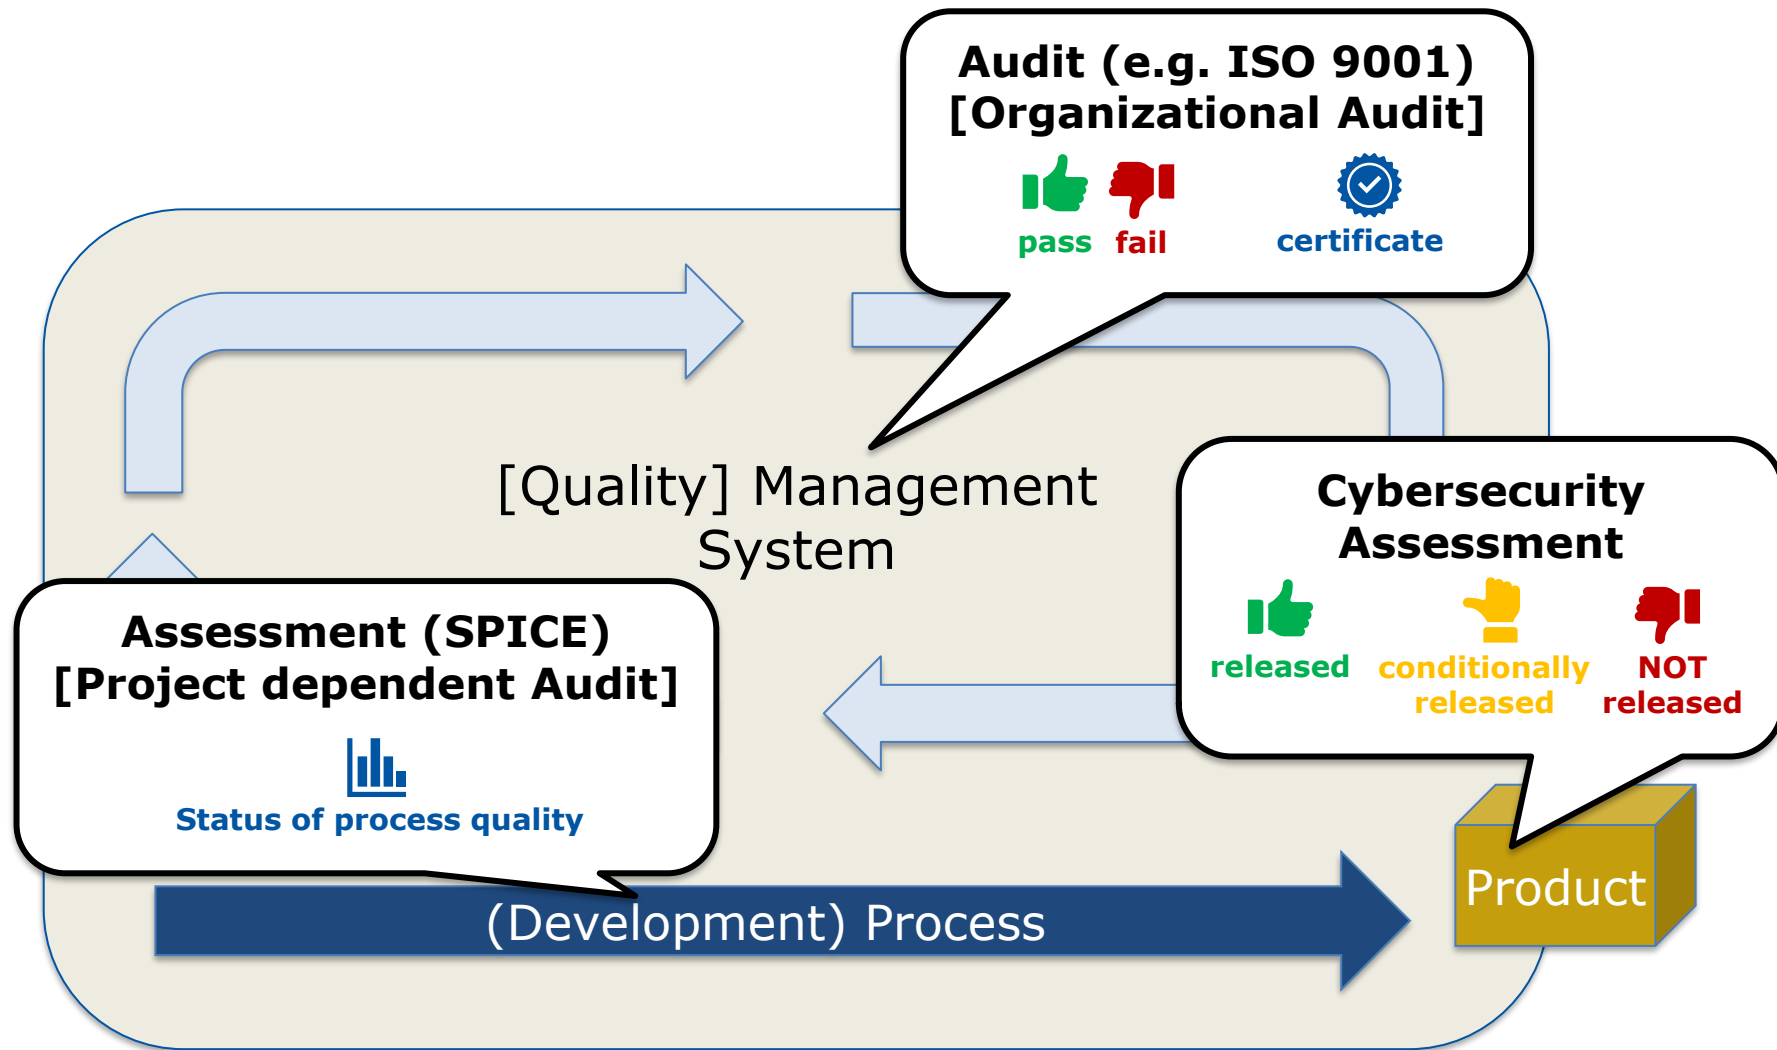 Audit (e.g. ISO 9001)
[Organizational Audit]
pass fail certificate
[Quality] Management
System
Cybersecurity
Assessment
released conditionally released NOT released
Assessment (SPICE)
[Project dependent Audit]
Status of process quality
(Development) Process
Product